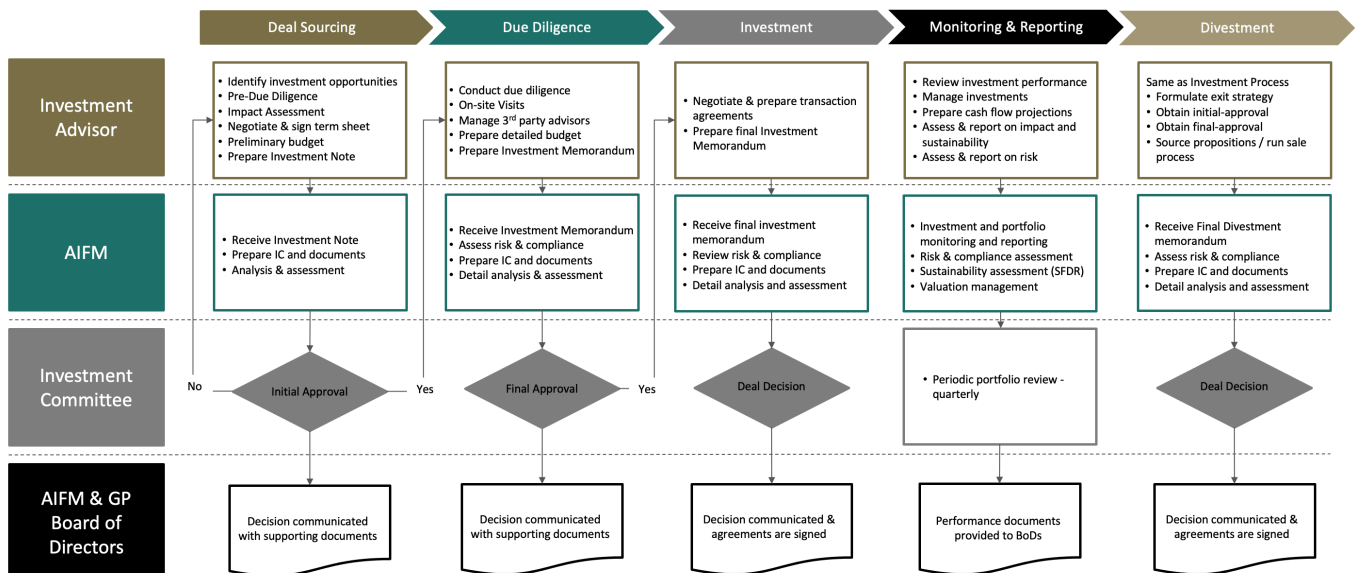 Deal Sourcing
Due Diligence
Investment
Monitoring & Reporting
Divestment
Investment
Advisor
• Identify investment opportunities
• Pre-Due Diligence
• Impact Assessment
• Negotiate & sign term sheet
• Preliminary budget
• Prepare Investment Note
• Conduct due diligence
• On-site Visits
• Manage 3rd party advisors
• Prepare detailed budget
• Prepare Investment Memorandum
• Negotiate & prepare transaction
agreements
• Prepare final Investment
Memorandum
• Review investment performance
• Manage investments
• Prepare cash flow projections
• Assess & report on impact and
sustainability
• Assess & report on risk
Same as Investment Process
• Formulate exit strategy
• Obtain initial-approval
• Obtain final-approval
• Source propositions / run sale
process
AIFM
• Receive Investment Note
• Prepare IC and documents
• Analysis & assessment
• Receive Investment Memorandum
• Assess risk & compliance
• Prepare IC and documents
• Detail analysis & assessment
• Receive final investment
memorandum
• Review risk & compliance
• Prepare IC and documents
• Detail analysis and assessment
• Investment and portfolio
monitoring and reporting
• Risk & compliance assessment
• Sustainability assessment (SFDR)
• Valuation management
• Receive Final Divestment
memorandum
• Assess risk & compliance
• Prepare IC and documents
• Detail analysis and assessment
Investment
Committee
No
Initial Approval
Yes
Final Approval
Yes
Deal Decision
• Periodic portfolio review -
quarterly
Deal Decision
AIFM & GP
Board of
Directors
Decision communicated
with supporting documents
Decision communicated
with supporting documents
Decision communicated &
agreements are signed
Performance documents
provided to BoDs
Decision communicated &
agreements are signed